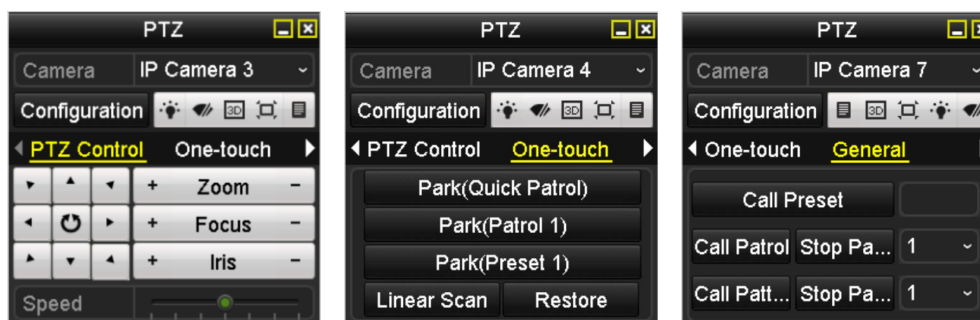 PTZ
Camera IP Camera 3
Configuration 3D
PTZ Control One-touch
+ Zoom -
+ Focus -
+ Iris -
Speed
PTZ
Camera IP Camera 4
Configuration 3D
PTZ Control One-touch
Park(Quick Patrol)
Park(Patrol 1)
Park(Preset 1)
Linear Scan Restore
PTZ
Camera IP Camera 7
Configuration 3D
One-touch General
Call Preset
Call Patrol Stop Pa... 1
Call Patt... Stop Pa... 1